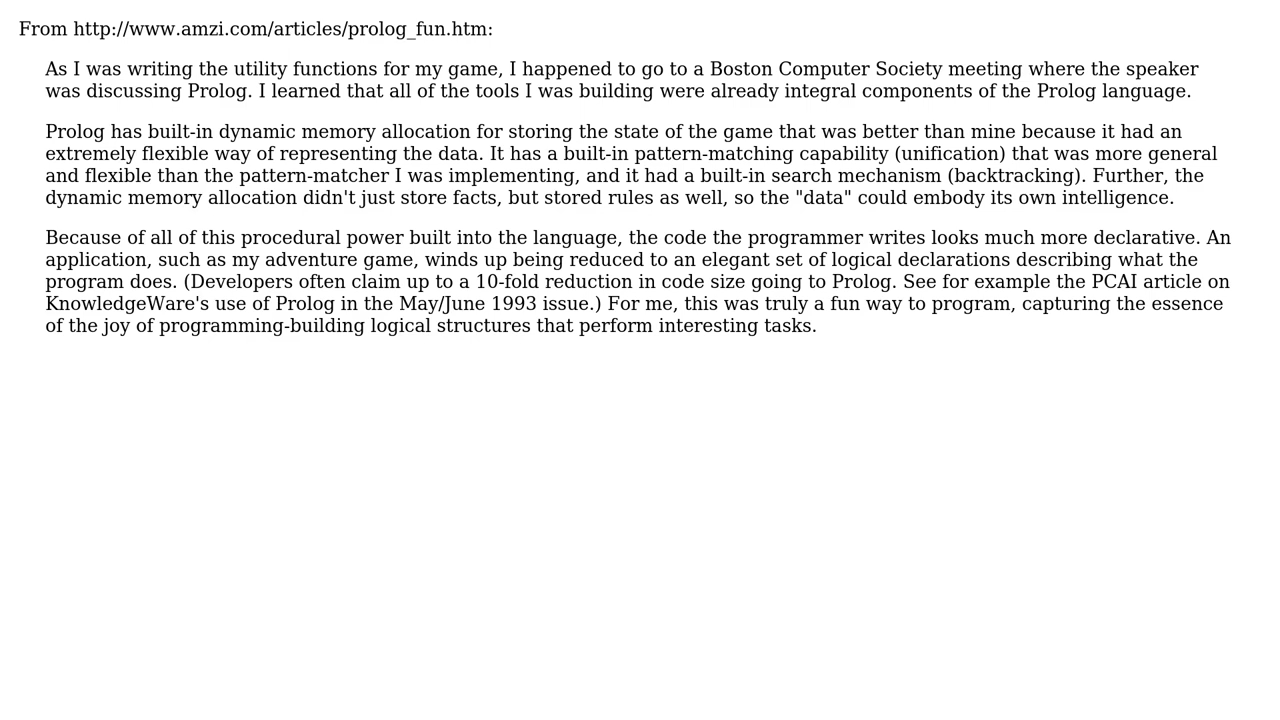 From http://www.amzi.com/articles/prolog_fun.htm:
As I was writing the utility functions for my game, I happened to go to a Boston Computer Society meeting where the speaker
was discussing Prolog. I learned that all of the tools I was building were already integral components of the Prolog language.
Prolog has built-in dynamic memory allocation for storing the state of the game that was better than mine because it had an
extremely flexible way of representing the data. It has a built-in pattern-matching capability (unification) that was more general
and flexible than the pattern-matcher I was implementing, and it had a built-in search mechanism (backtracking). Further, the
dynamic memory allocation didn't just store facts, but stored rules as well, so the "data" could embody its own intelligence.
Because of all of this procedural power built into the language, the code the programmer writes looks much more declarative. An
application, such as my adventure game, winds up being reduced to an elegant set of logical declarations describing what the
program does. (Developers often claim up to a 10-fold reduction in code size going to Prolog. See for example the PCAI article on
KnowledgeWare's use of Prolog in the May/June 1993 issue.) For me, this was truly a fun way to program, capturing the essence
of the joy of programming-building logical structures that perform interesting tasks.